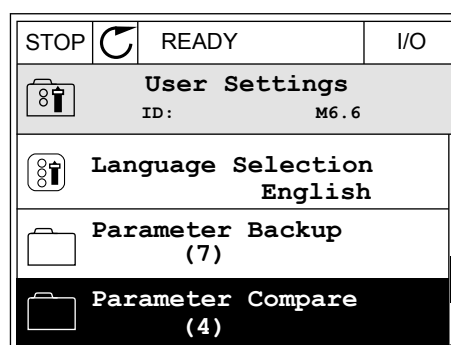 STOP READY I/O
User Settings
ID: M6.6
Language Selection
English
Parameter Backup
(7)
Parameter Compare
(4)